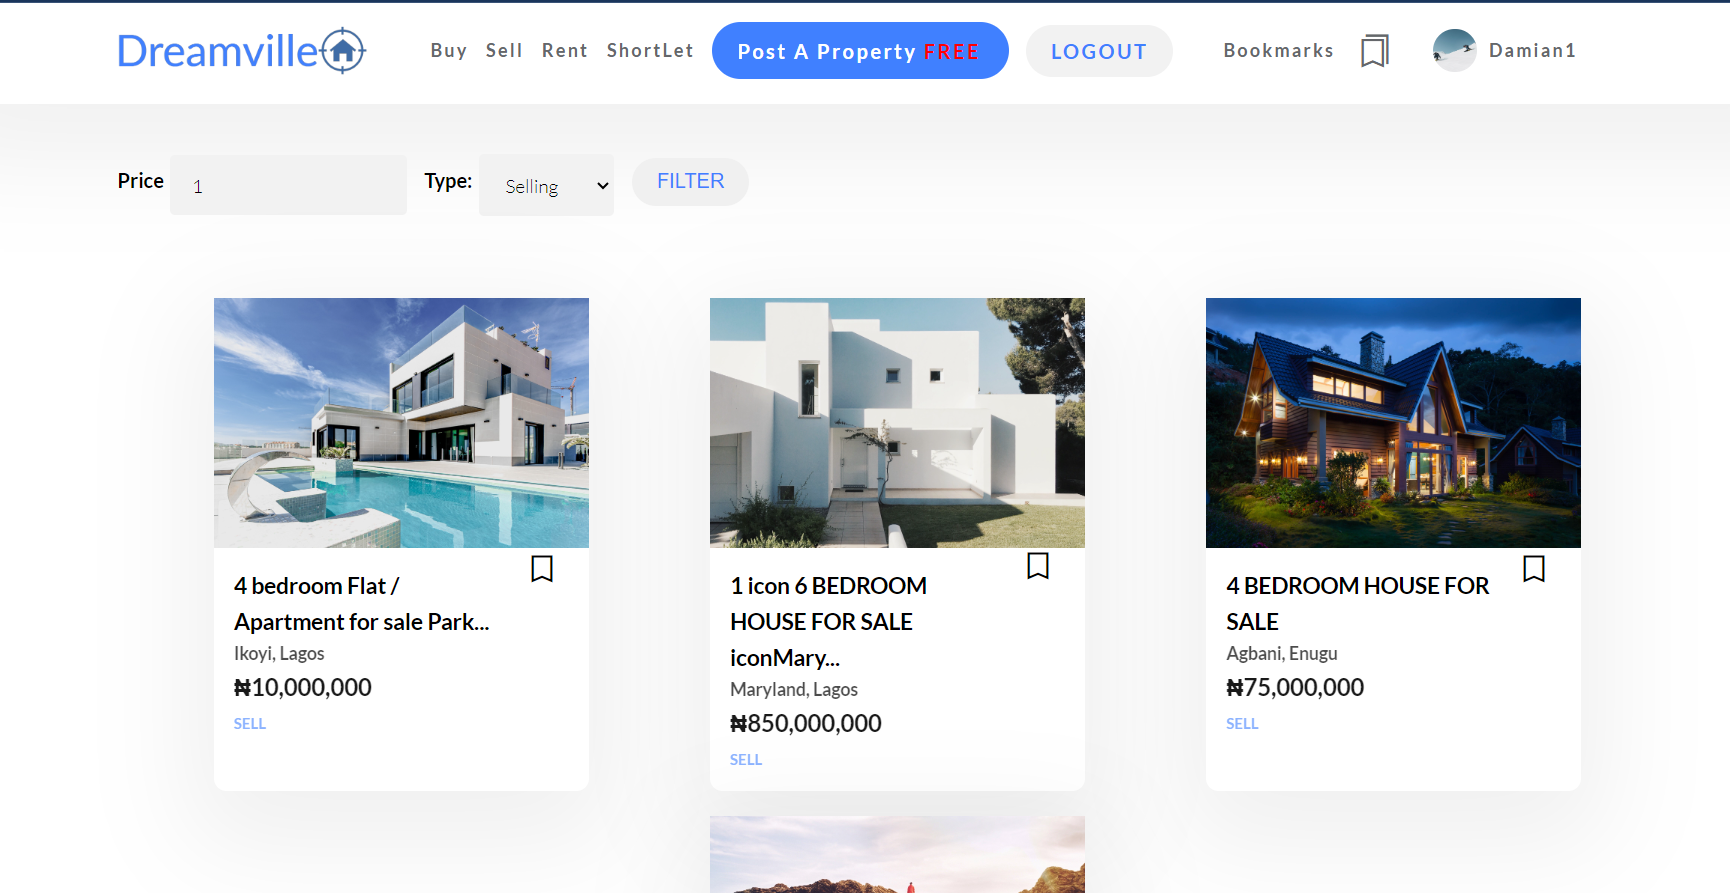 Dreamville
Buy Sell Rent ShortLet Post A Property FREE LOGOUT Bookmarks Damian1
Price 1 Type: Selling FILTER
4 bedroom Flat /
Apartment for sale Park...
Ikoyi, Lagos
₦10,000,000
SELL
1 icon 6 BEDROOM
HOUSE FOR SALE
iconMary...
Maryland, Lagos
₦850,000,000
SELL
4 BEDROOM HOUSE FOR
SALE
Agbani, Enugu
₦75,000,000
SELL